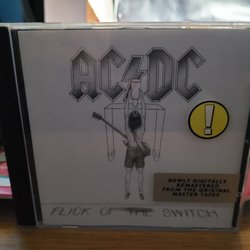 AC/DC
!
NEWLY DIGITALLY
REMASTERED
FROM THE ORIGINAL
MASTER TAPES
FLICK OF THE SWITCH